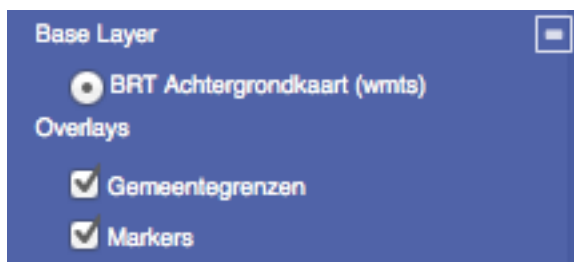 Base Layer
BRT Achtergrondkaart (wmts)
Overlays
Gemeentegrenzen
Markers